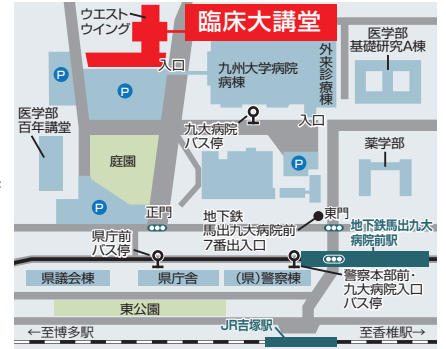 ウエスト
ウイング
臨床大講堂
入口
九州大学病院
病棟
外来診療棟
医学部
基礎研究A棟
P
P
医学部
百年講堂
九大病院
バス停
入口
薬学部
庭園
P
P
正門
地下鉄
馬出九大病院前
7番出入口
東門
地下鉄馬出九大
病院前駅
県庁前
バス停
県議会棟
県庁舎
(県)警察棟
警察本部前・
九大病院入口
バス停
東公園
←至博多駅
JR吉塚駅
至香椎駅→